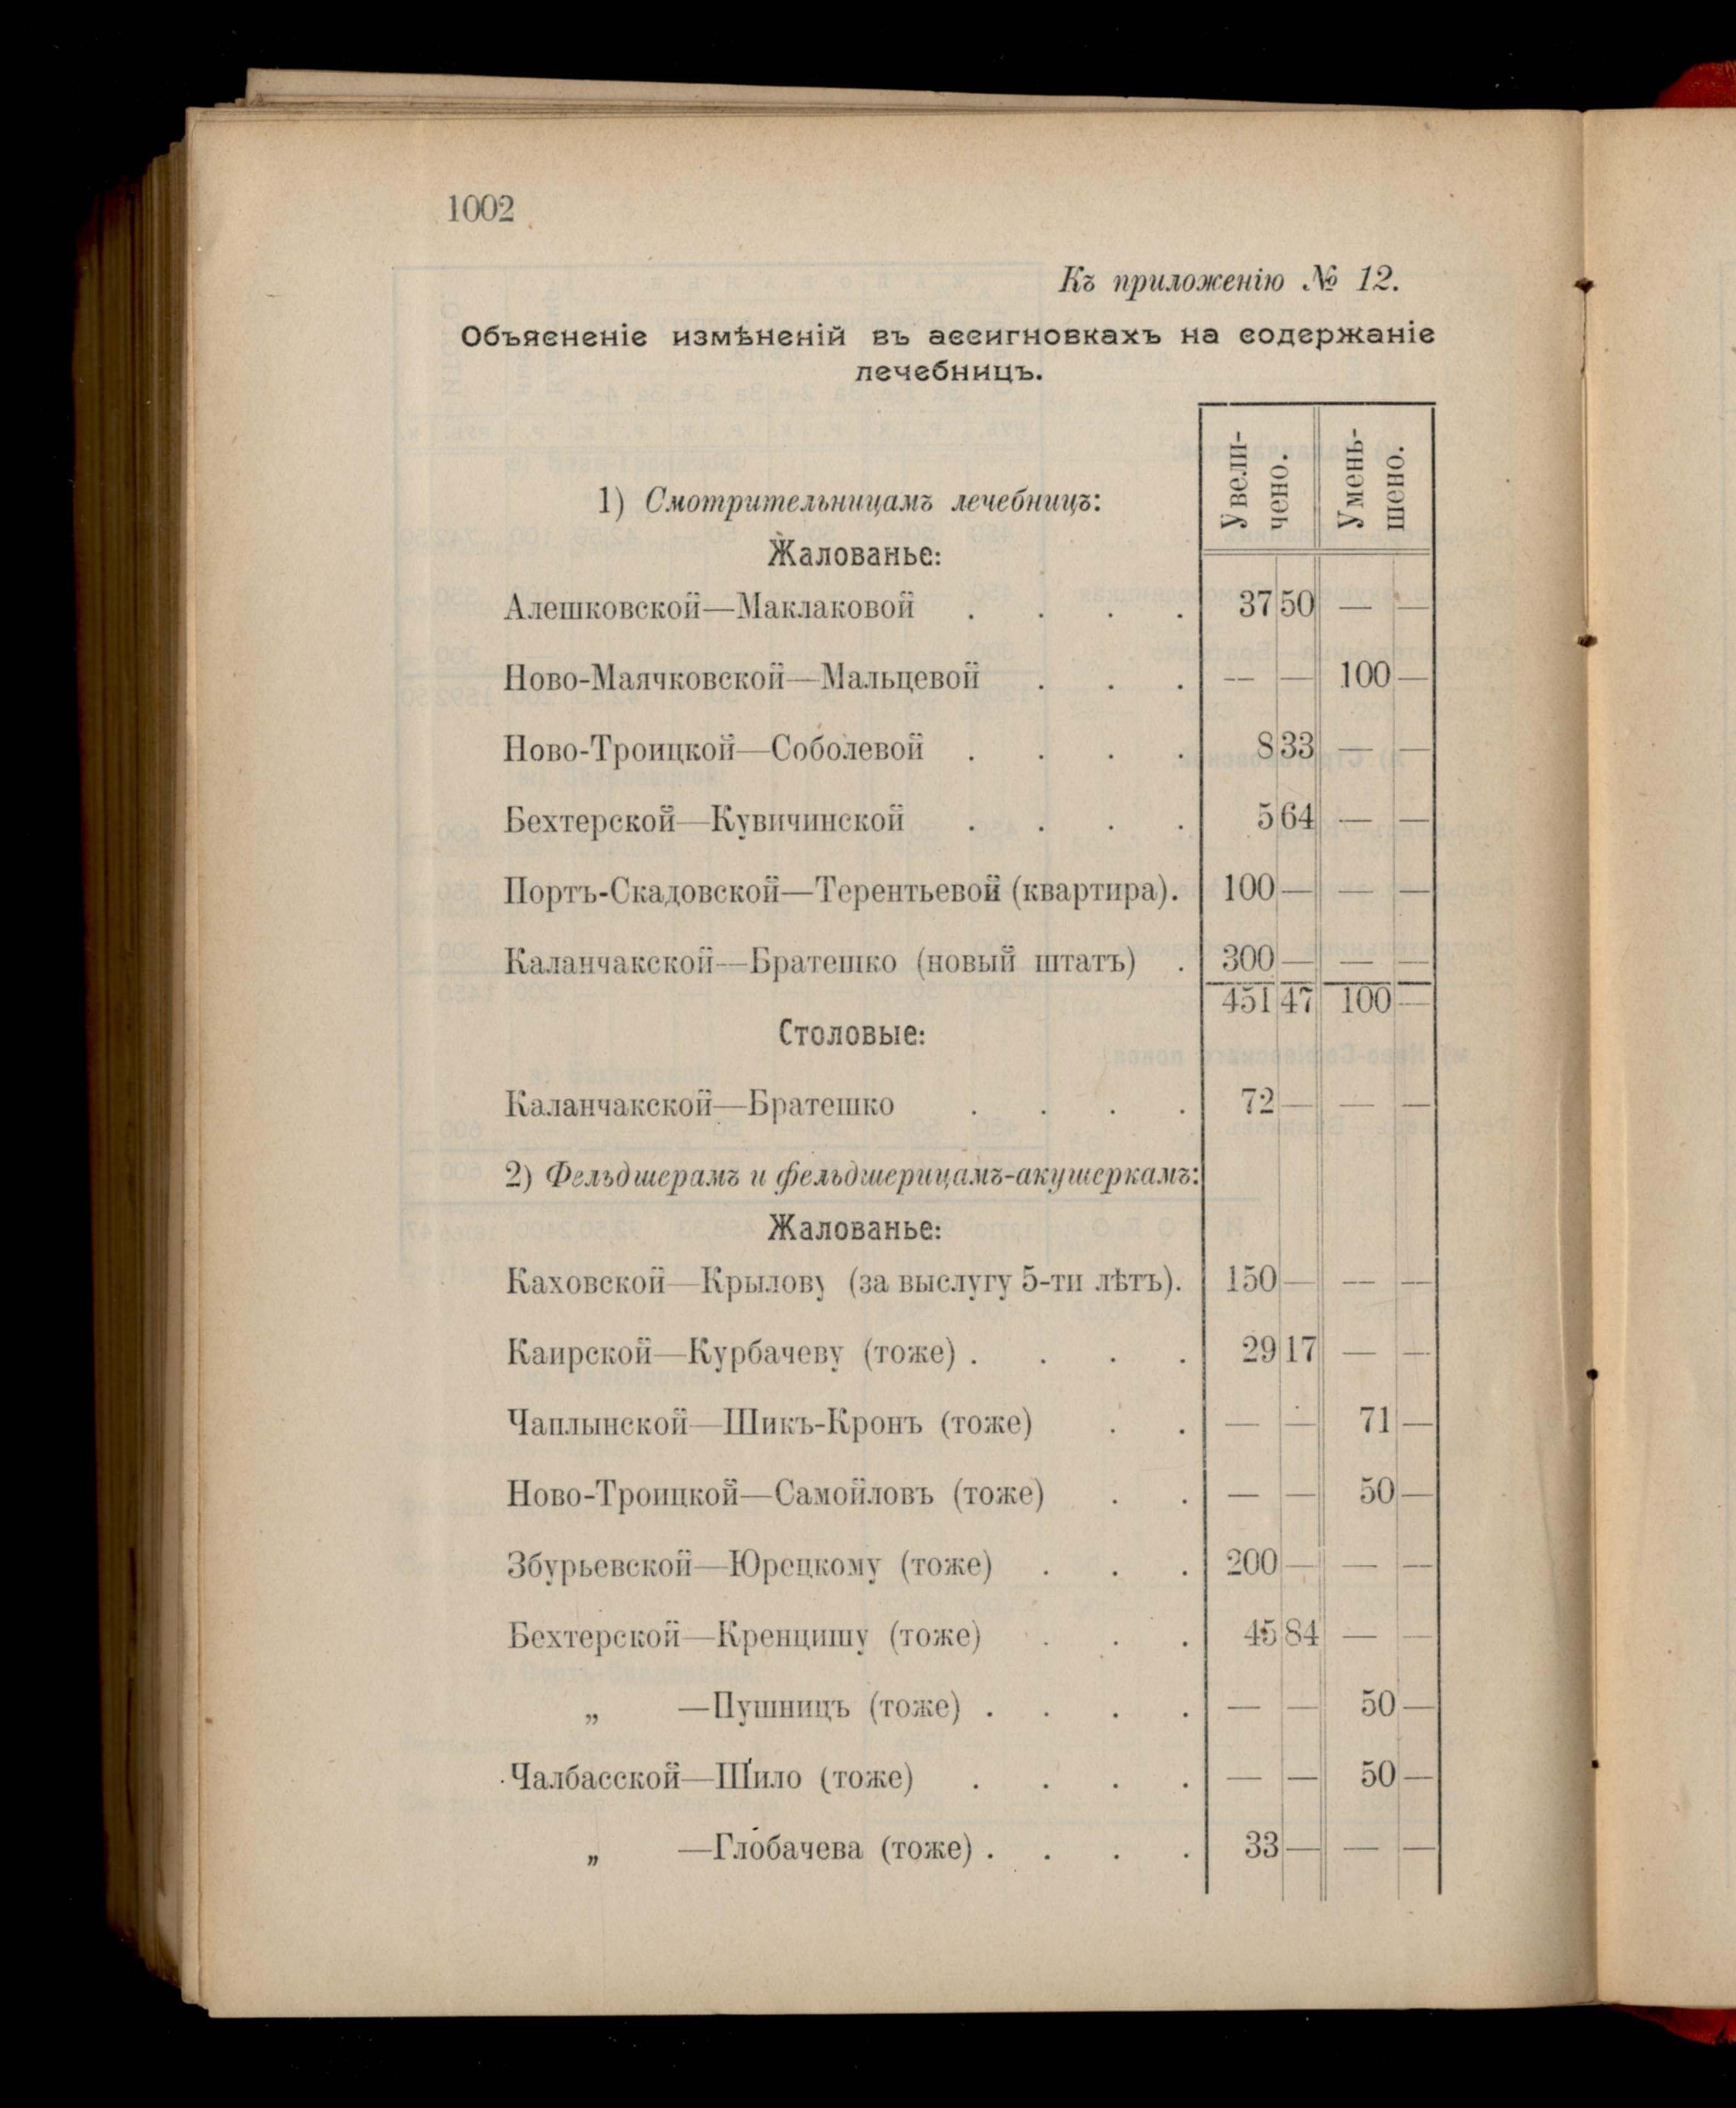 1002
Къ приложенію № 12.
Объясненіе измѣненій въ ассигновкахъ на содержаніе
лечебницъ.
Увели-
чено.
Умень-
шено.
1) Смотрительницамъ лечебницъ:
Жалованье:
Алешковской—Маклаковой . . . . 37 50 — —
Ново-Маячковской—Мальцевой . . . — — 100 —
Ново-Троицкой—Соболевой . . . . 8 33 — —
Бехтерской—Кувичинской . . . . 5 64 — —
Портъ-Скадовской—Терентьевой (квартира). 100 — — —
Каланчакской—Братешко (новый штатъ) . 300 — — —
451 47 100 —
Столовые:
Каланчакской—Братешко . . . . 72 — — —
2) Фельдшерамъ и фельдшерицамъ-акушеркамъ:
Жалованье:
Каховской—Крылову (за выслугу 5-ти лѣтъ). 150 — — —
Каирской—Курбачеву (тоже) . . . . 29 17 — —
Чаплынской—Шикъ-Кронъ (тоже) . . — — 71 —
Ново-Троицкой—Самойловъ (тоже) . . — — 50 —
Збурьевской—Юрецкому (тоже) . . . 200 — — —
Бехтерской—Кренцишу (тоже) . . . 45 84 — —
„ —Пушницъ (тоже) . . . . — — 50 —
Чалбасской—Шило (тоже) . . . . — — 50 —
„ —Глобачева (тоже) . . . . 33 — — —